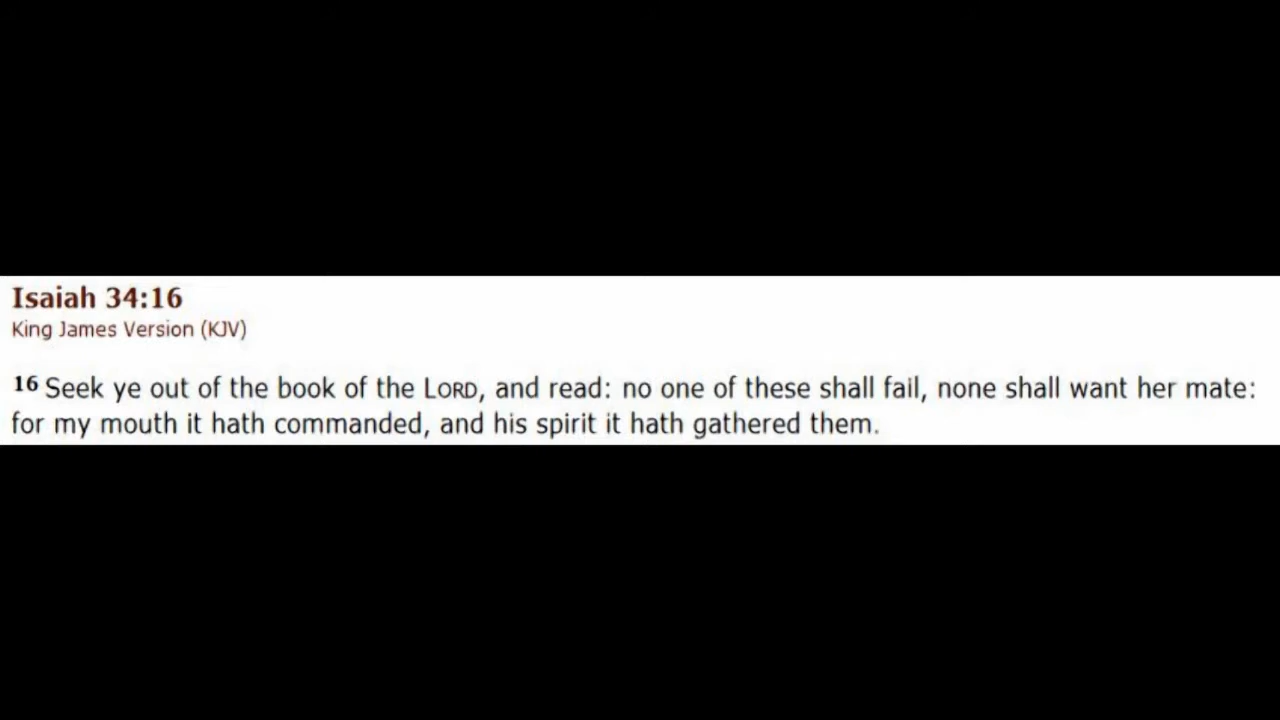 Isaiah 34:16
King James Version (KJV)
16 Seek ye out of the book of the LORD, and read: no one of these shall fail, none shall want her mate:
for my mouth it hath commanded, and his spirit it hath gathered them.